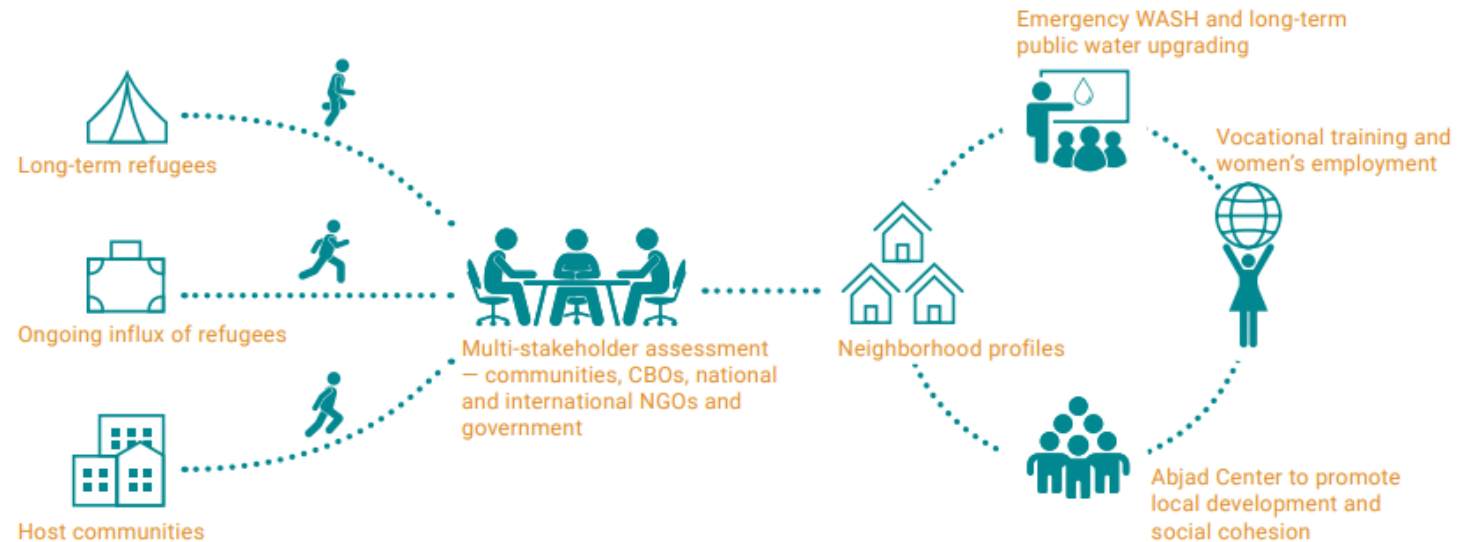 Long-term refugees
Ongoing influx of refugees
Host communities
Multi-stakeholder assessment
— communities, CBOs, national
and international NGOs and
government
Neighborhood profiles
Emergency WASH and long-term
public water upgrading
Vocational training and
women's employment
Abjad Center to promote
local development and
social cohesion